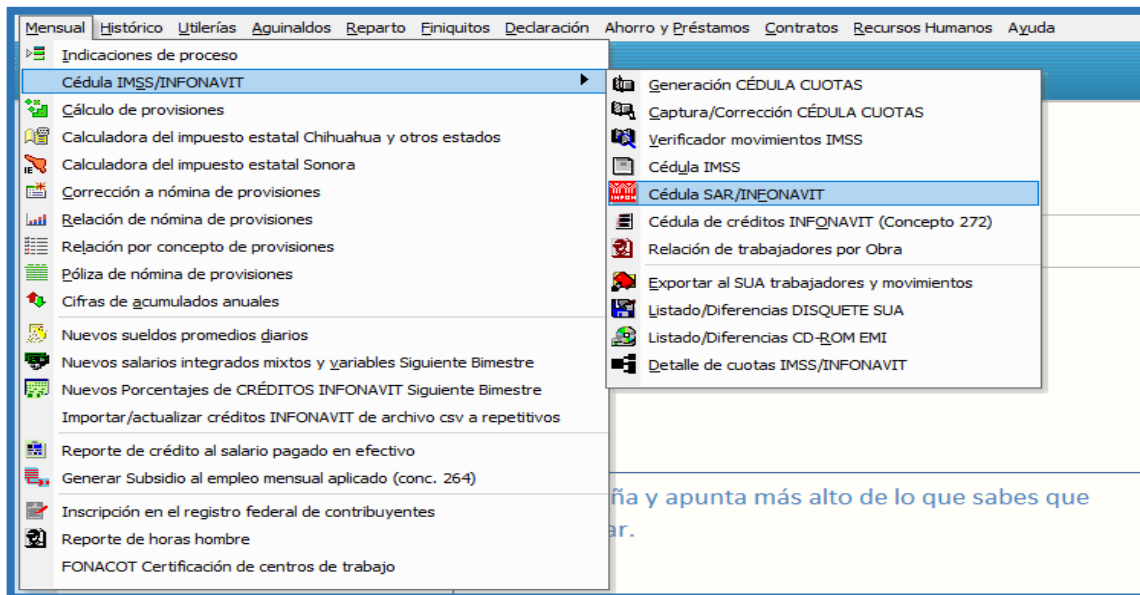 Mensual Histórico Utilerías Aguinaldos Reparto Finiquitos Declaración Ahorro y Préstamos Contratos Recursos Humanos Ayuda
Indicaciones de proceso
Cédula IMSS/INFONAVIT
Cálculo de provisiones
Calculadora del impuesto estatal Chihuahua y otros estados
Calculadora del impuesto estatal Sonora
Corrección a nómina de provisiones
Relación de nómina de provisiones
Relación por concepto de provisiones
Póliza de nómina de provisiones
Cifras de acumulados anuales
Nuevos sueldos promedios diarios
Nuevos salarios integrados mixtos y variables Siguiente Bimestre
Nuevos Porcentajes de CRÉDITOS INFONAVIT Siguiente Bimestre
Importar/actualizar créditos INFONAVIT de archivo csv a repetitivos
Reporte de crédito al salario pagado en efectivo
Generar Subsidio al empleo mensual aplicado (conc. 264)
Inscripción en el registro federal de contribuyentes
Reporte de horas hombre
FONACOT Certificación de centros de trabajo
Generación CÉDULA CUOTAS
Captura/Corrección CÉDULA CUOTAS
Verificador movimientos IMSS
Cédula IMSS
Cédula SAR/INFONAVIT
Cédula de créditos INFONAVIT (Concepto 272)
Relación de trabajadores por Obra
Exportar al SUA trabajadores y movimientos
Listado/Diferencias DISQUETE SUA
Listado/Diferencias CD-ROM EMI
Detalle de cuotas IMSS/INFONAVIT
ña y apunta más alto de lo que sabes que
ar.